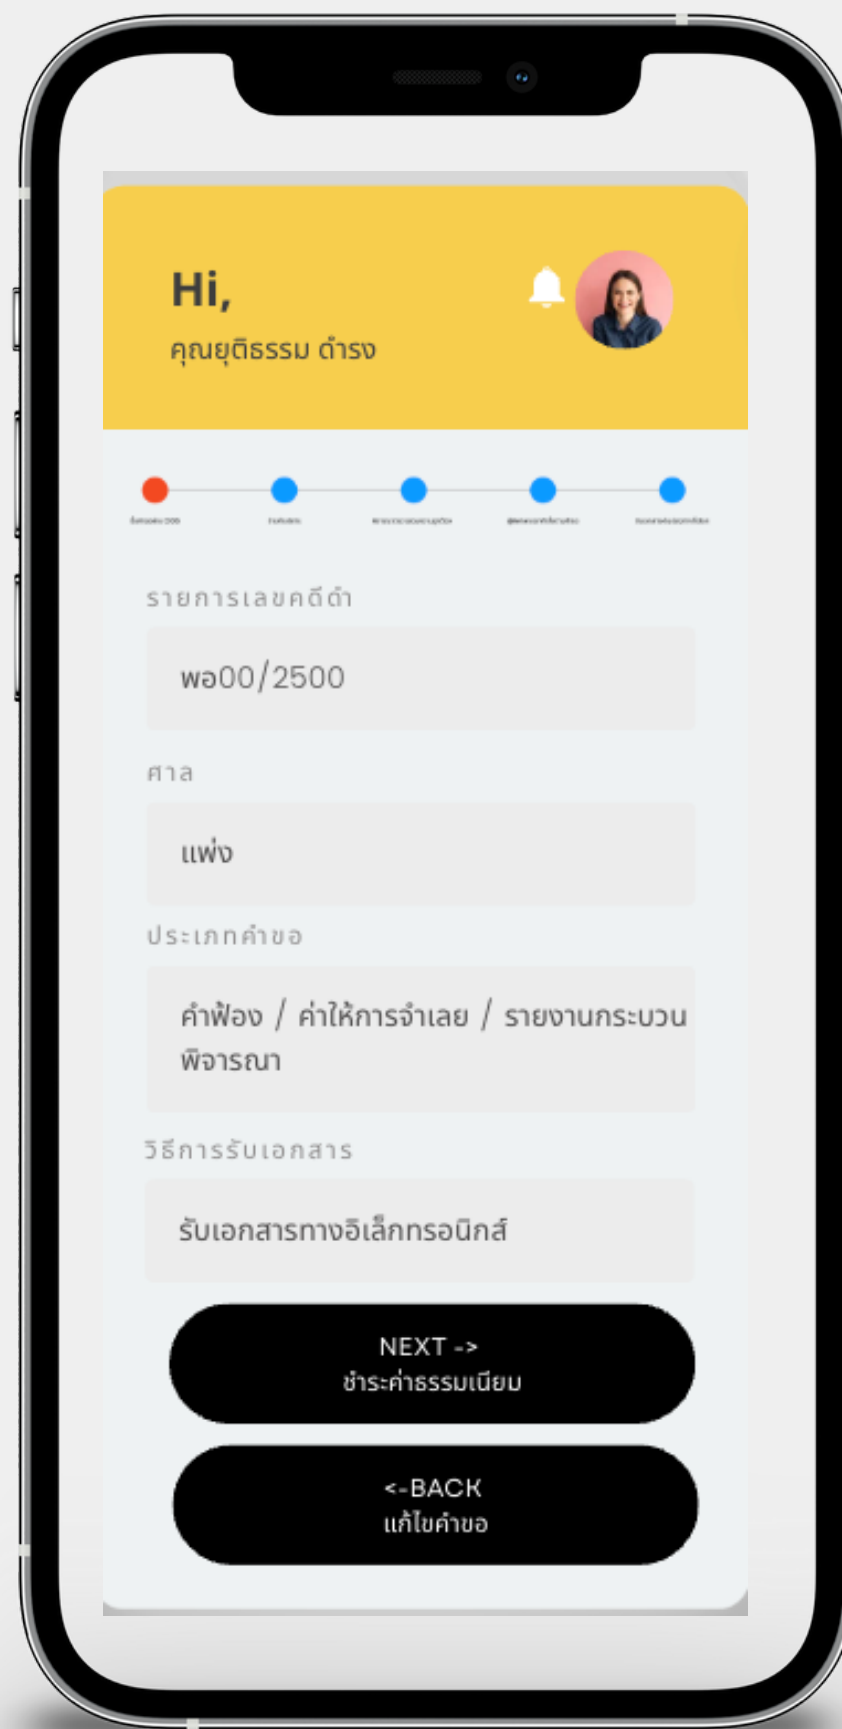 Hi,
คุณยุติธรรม ดำรง
รายการเลขคดีดำ
พอ00/2500
ศาล
แพ่ง
ประเภทคำขอ
คำฟ้อง / ค่าให้การจำเลย / รายงานกระบวน
พิจารณา
วิธีการรับเอกสาร
รับเอกสารทางอิเล็กทรอนิกส์
NEXT ->
ชำระค่าธรรมเนียม
<-BACK
แก้ไขคำขอ